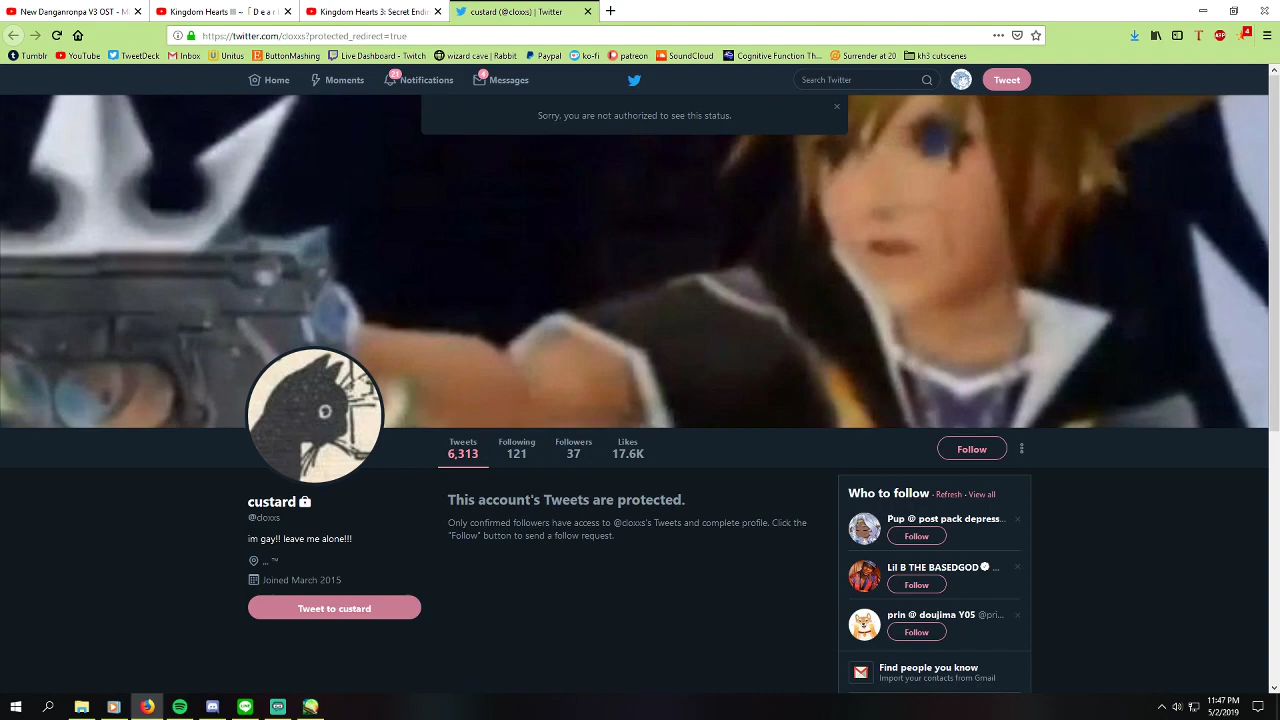 New Danganronpa V3 OST - Ma
Kingdom Hearts III ~「D e a r
Kingdom Hearts 3: Secret Endin
custard (@cloxxs) | Twitter
https://twitter.com/cloxxs?protected_redirect=true
4
Tumblr
YouTube
TweetDeck
Inbox
Unitus
ButtonMashing
Live Dashboard - Twitch
wizard cave | Rabbit
Paypal
ko-fi
patreon
SoundCloud
Cognitive Function Th...
Surrender at 20
kh3 cutscenes
Home
Moments
21
Notifications
4
Messages
Search Twitter
Tweet
Sorry, you are not authorized to see this status.
Tweets
6,313
Following
121
Followers
37
Likes
17.6K
Follow
custard
@cloxxs
im gay!! leave me alone!!!
... ™
Joined March 2015
Tweet to custard
This account's Tweets are protected.
Only confirmed followers have access to @cloxxs's Tweets and complete profile. Click the
"Follow" button to send a follow request.
Who to follow · Refresh · View all
Pup @ post pack depress...
Follow
Lil B THE BASEDGOD ...
Follow
prin @ doujima Y05 @pri...
Follow
Find people you know
Import your contacts from Gmail
11:47 PM
5/2/2019